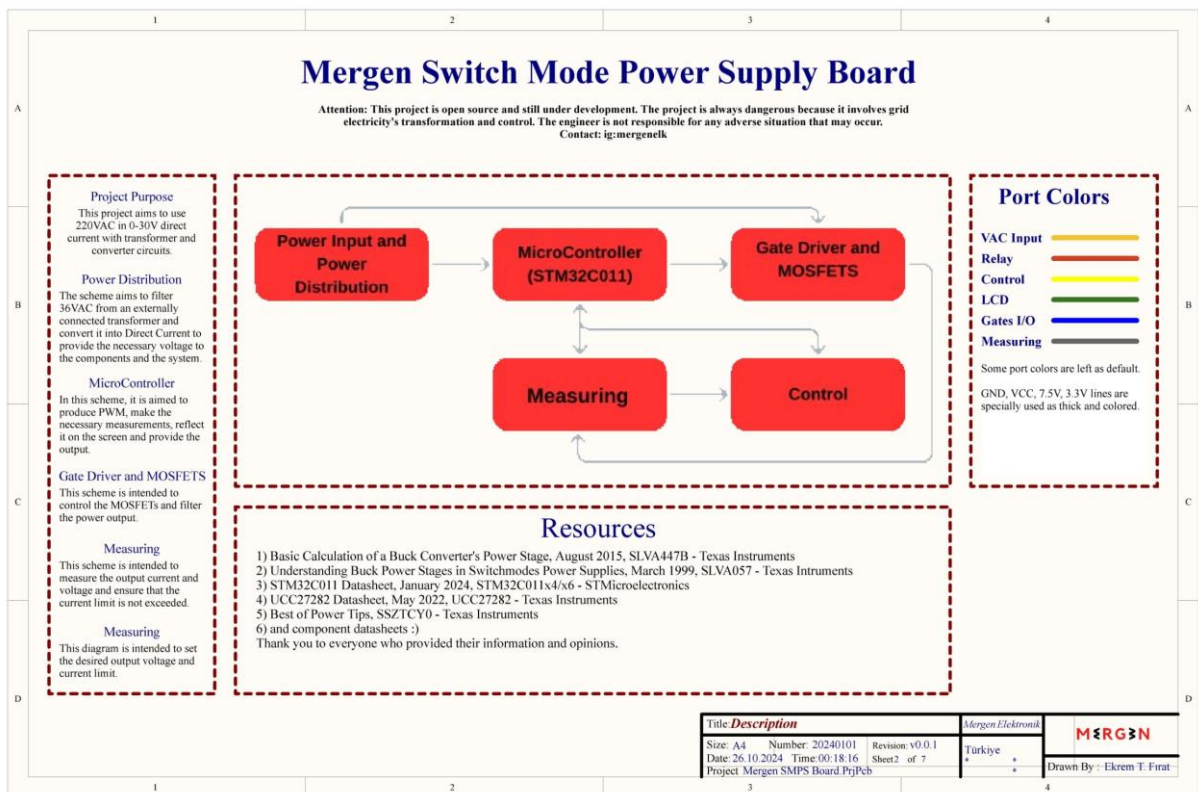 1 2 3 4
Mergen Switch Mode Power Supply Board
A A
Attention: This project is open source and still under development. The project is always dangerous because it involves grid
electricity's transformation and control. The engineer is not responsible for any adverse situation that may occur.
Contact: ig:mergenelk
Project Purpose
This project aims to use
220VAC in 0-30V direct
current with transformer and
converter circuits.
Power Distribution
The scheme aims to filter
36VAC from an externally
connected transformer and
convert it into Direct Current to
provide the necessary voltage to
the components and the system.
MicroController
In this scheme, it is aimed to
produce PWM, make the
necessary measurements, reflect
it on the screen and provide the
output.
Gate Driver and MOSFETS
This scheme is intended to
control the MOSFETs and filter
the power output.
Measuring
This scheme is intended to
measure the output current and
voltage and ensure that the
current limit is not exceeded.
Measuring
This diagram is intended to set
the desired output voltage and
current limit.
Power Input and
Power
Distribution
MicroController
(STM32C011)
Gate Driver and
MOSFETS
Measuring
Control
Port Colors
VAC Input
Relay
Control
LCD
Gates I/O
Measuring
Some port colors are left as default.
GND, VCC, 7.5V, 3.3V lines are
specially used as thick and colored.
B B
C C
Resources
1) Basic Calculation of a Buck Converter's Power Stage, August 2015, SLVA447B - Texas Instruments
2) Understanding Buck Power Stages in Switchmodes Power Supplies, March 1999, SLVA057 - Texas Intruments
3) STM32C011 Datasheet, January 2024, STM32C011x4/x6 - STMicroelectronics
4) UCC27282 Datasheet, May 2022, UCC27282 - Texas Instruments
5) Best of Power Tips, SSZTCY0 - Texas Instruments
6) and component datasheets :)
Thank you to everyone who provided their information and opinions.
D D
Title: Description
Size: A4 Number: 20240101 Revision: v0.0.1
Date: 26.10.2024 Time: 00:18:16 Sheet 2 of 7
Project Mergen SMPS Board.PrjPcb
Mergen Elektronik
Türkiye
* *
*
MERGEN
Drawn By : Ekrem T. Fırat
1 2 3 4